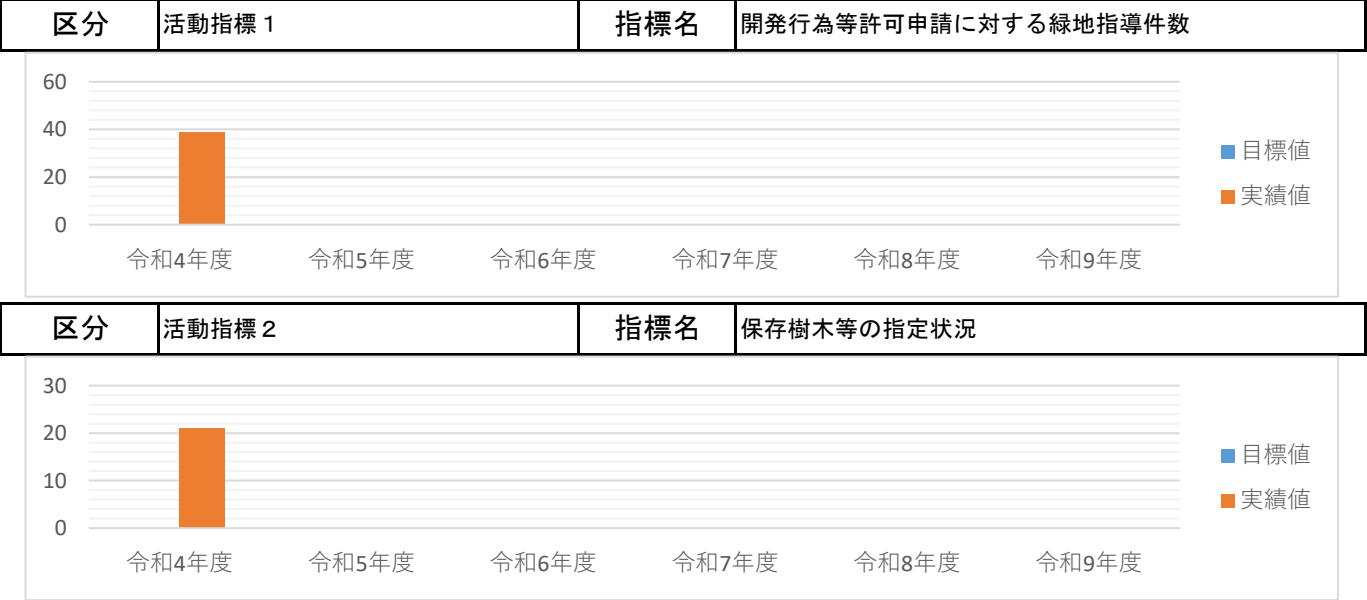 区分 活動指標１ 指標名 開発行為等許可申請に対する緑地指導件数
60
40
20
0
令和4年度 令和5年度 令和6年度 令和7年度 令和8年度 令和9年度
目標値
実績値
区分 活動指標２ 指標名 保存樹木等の指定状況
30
20
10
0
令和4年度 令和5年度 令和6年度 令和7年度 令和8年度 令和9年度
目標値
実績値